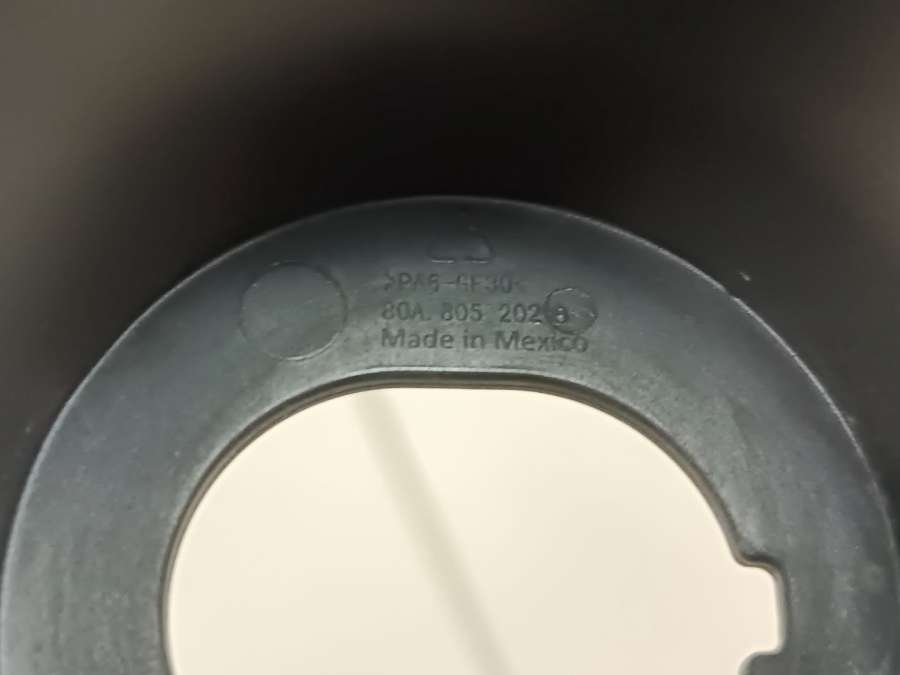 >PA6-GF30<
80A. 805 202 B
Made in Mexico